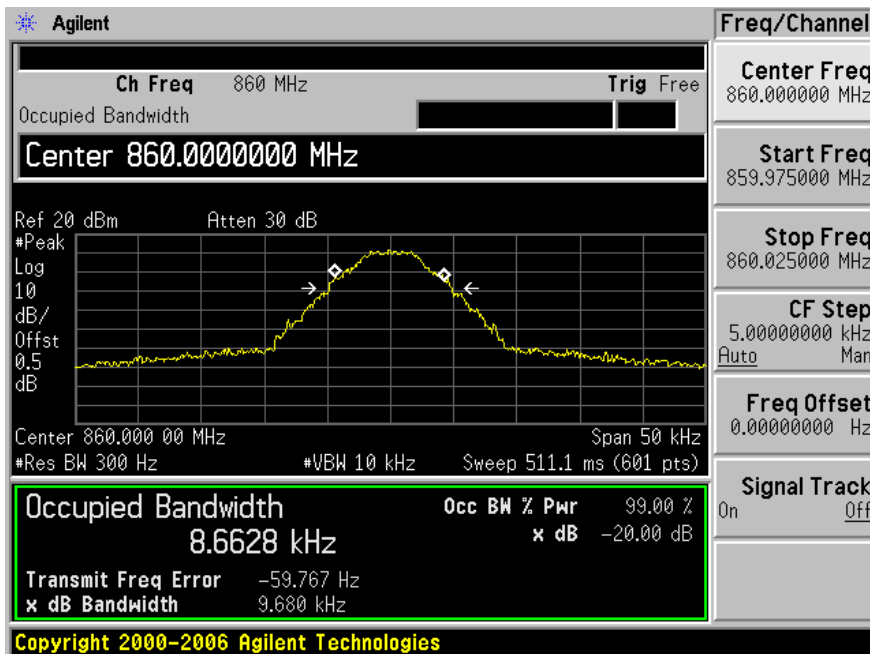 Agilent
Freq/Channel
Ch Freq 860 MHz Trig Free
Occupied Bandwidth
Center 860.0000000 MHz
Ref 20 dBm Atten 30 dB
#Peak
Log
10
dB/
Offst
0.5
dB
Center 860.000 00 MHz Span 50 kHz
#Res BW 300 Hz #VBW 10 kHz Sweep 511.1 ms (601 pts)
Occupied Bandwidth Occ BW % Pwr 99.00 %
8.6628 kHz x dB -20.00 dB
Transmit Freq Error -59.767 Hz
x dB Bandwidth 9.680 kHz
Copyright 2000-2006 Agilent Technologies
Center Freq
860.000000 MHz
Start Freq
859.975000 MHz
Stop Freq
860.025000 MHz
CF Step
5.00000000 kHz
Auto Man
Freq Offset
0.00000000 Hz
Signal Track
On Off